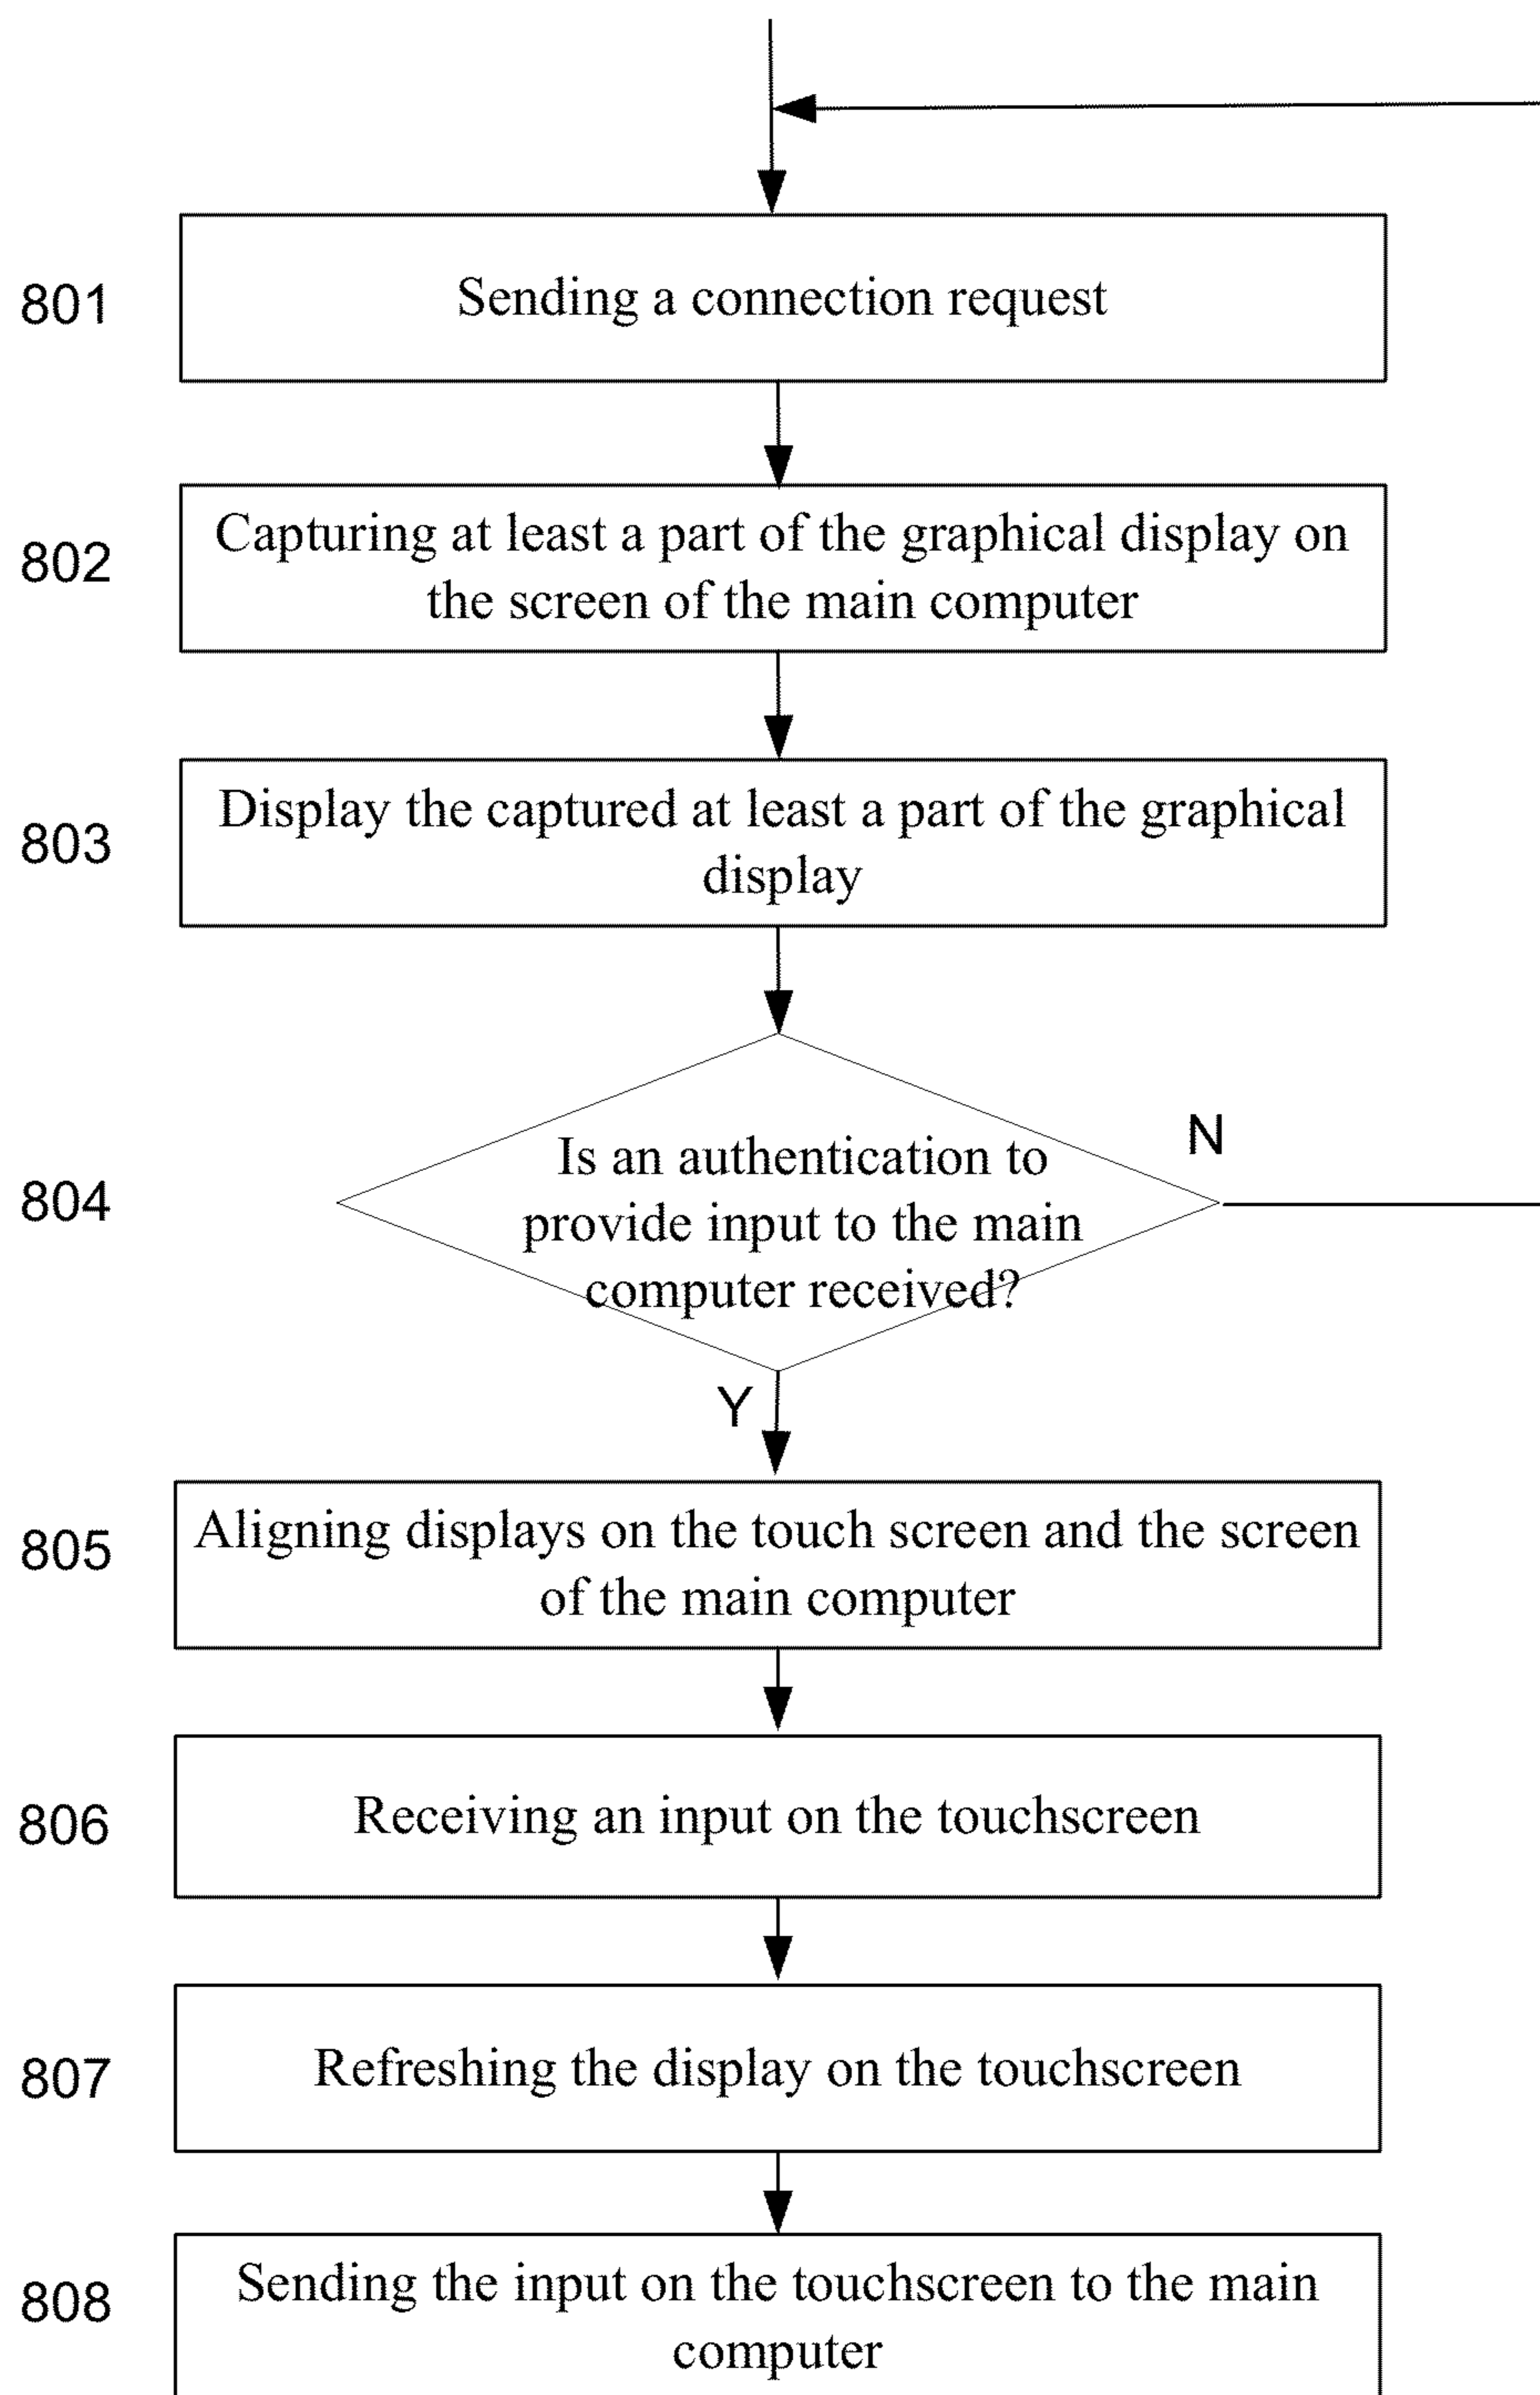 801
Sending a connection request
802
Capturing at least a part of the graphical display on
the screen of the main computer
803
Display the captured at least a part of the graphical
display
804
Is an authentication to
provide input to the main
computer received?
N
Y
805
Aligning displays on the touch screen and the screen
of the main computer
806
Receiving an input on the touchscreen
807
Refreshing the display on the touchscreen
808
Sending the input on the touchscreen to the main
computer